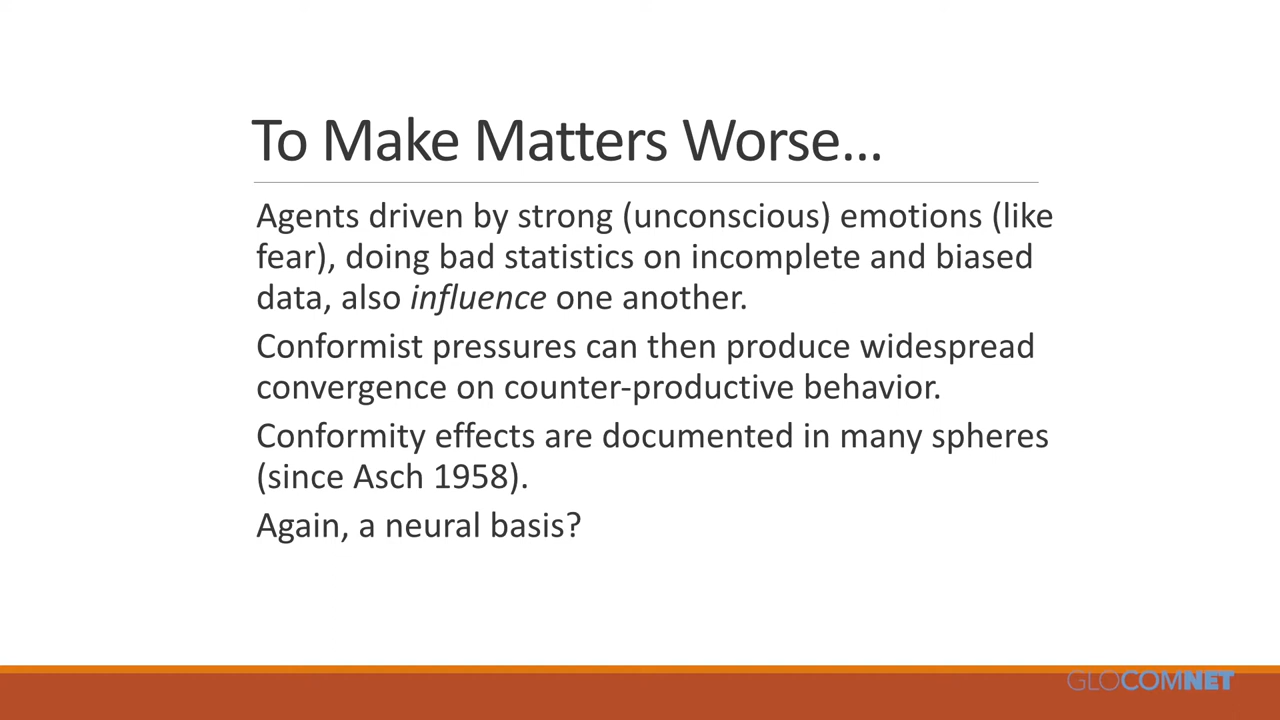 To Make Matters Worse…
Agents driven by strong (unconscious) emotions (like
fear), doing bad statistics on incomplete and biased
data, also influence one another.
Conformist pressures can then produce widespread
convergence on counter-productive behavior.
Conformity effects are documented in many spheres
(since Asch 1958).
Again, a neural basis?
GLOCOMNET